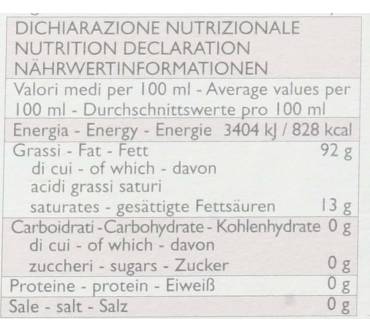 DICHIARAZIONE NUTRIZIONALE
NUTRITION DECLARATION
NÄHRWERTINFORMATIONEN
Valori medi per 100 ml - Average values per
100 ml - Durchschnittswerte pro 100 ml
Energia - Energy - Energie 3404 kJ / 828 kcal
Grassi - Fat - Fett 92 g
di cui - of which - davon
acidi grassi saturi
saturates - gesättigte Fettsäuren 13 g
Carboidrati - Carbohydrate - Kohlenhydrate 0 g
di cui - of which - davon
zuccheri - sugars - Zucker 0 g
Proteine - protein - Eiweiß 0 g
Sale - salt - Salz 0 g